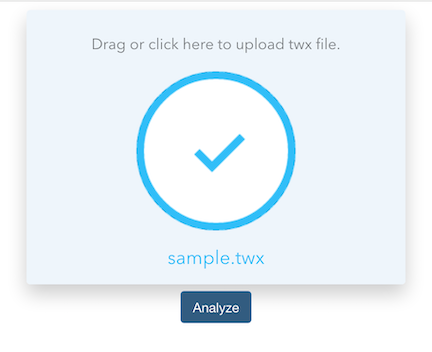 Drag or click here to upload twx file.
sample.twx
Analyze